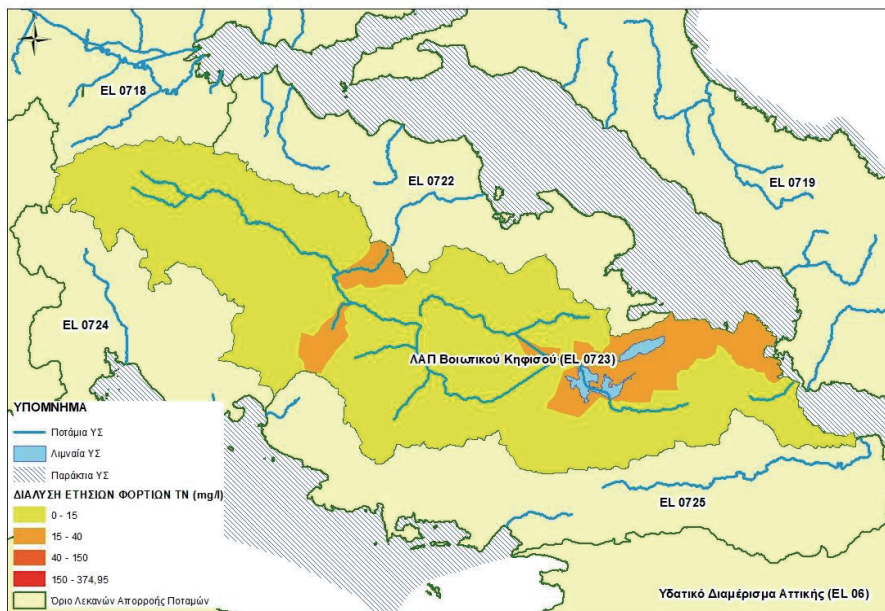 EL 0718
EL 0722
EL 0719
EL 0724
ΛΑΠ Βοιωτικού Κηφισού (EL 0723)
ΥΠΟΜΝΗΜΑ
Ποτάμια ΥΣ
Λιμναία ΥΣ
Παράκτια ΥΣ
ΔΙΑΛΥΣΗ ΕΤΗΣΙΩΝ ΦΟΡΤΙΩΝ ΤΝ (mg/l)
0 - 15
15 - 40
40 - 150
150 - 374,95
Όριο Λεκανών Απορροής Ποταμών
EL 0725
Υδατικό Διαμέρισμα Αττικής (EL 06)